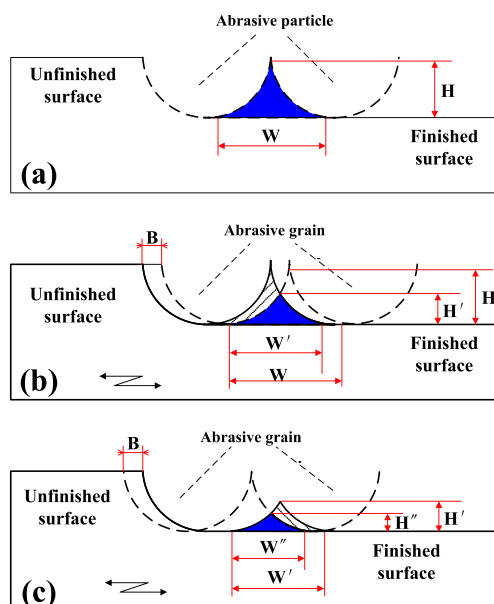 Abrasive particle
Unfinished
surface
H
W
Finished
surface
(a)
B
Abrasive grain
Unfinished
surface
H
H′
W′
W
Finished
surface
(b)
B
Abrasive grain
Unfinished
surface
H″
H′
W″
W′
Finished
surface
(c)